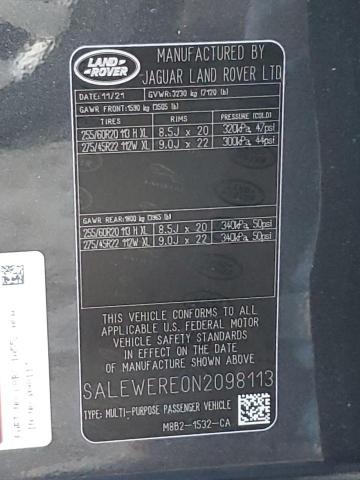 LAND ROVER
MANUFACTURED BY
JAGUAR LAND ROVER LTD
DATE: 11/21 GVWR: 3230 kg (7120 lb)
GAWR FRONT: 1590 kg (3505 lb)
TIRES RIMS PRESSURE (COLD)
255/60R20 113 H XL 8.5J x 20 320kPa, 47psi
275/45R22 112W XL 9.0J x 22 300kPa, 44psi
GAWR REAR: 1800 kg (3965 lb)
255/60R20 113 H XL 8.5J x 20 340kPa, 50psi
275/45R22 112W XL 9.0J x 22 340kPa, 50psi
THIS VEHICLE CONFORMS TO ALL
APPLICABLE U.S. FEDERAL MOTOR
VEHICLE SAFETY STANDARDS
IN EFFECT ON THE DATE OF
MANUFACTURE SHOWN ABOVE
SALEWERE0N2098113
TYPE: MULTI-PURPOSE PASSENGER VEHICLE
M8B2-1532-CA